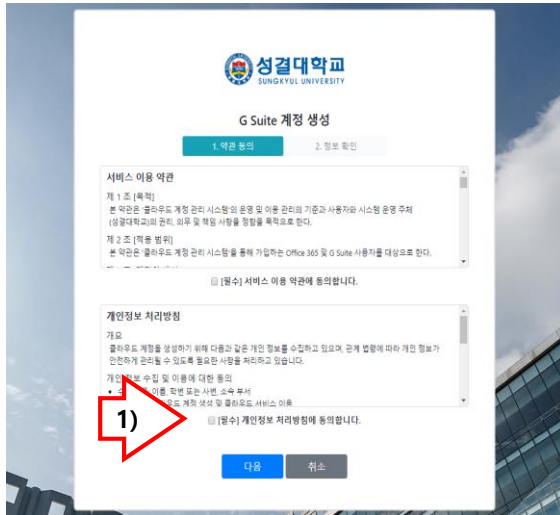 성결대학교
SUNGKYUL UNIVERSITY
G Suite 계정 생성
1. 약관 동의
2. 정보 확인
서비스 이용 약관
제 1 조 [목적]
본 약관은 '클라우드 계정 관리 시스템'의 운영 및 이용 관리의 기준과 사용자와 시스템 운영 주체
(성결대학교)의 권리, 의무 및 책임 사항을 정함을 목적으로 한다.
제 2 조 [적용 범위]
본 약관은 '클라우드 계정 관리 시스템'을 통해 가입하는 Office 365 및 G Suite 사용자를 대상으로 한다.
[필수] 서비스 이용 약관에 동의합니다.
개인정보 처리방침
개요
클라우드 계정을 생성하기 위해 다음과 같은 개인 정보를 수집하고 있으며, 관계 법령에 따라 개인 정보가
안전하게 관리될 수 있도록 필요한 사항을 처리하고 있습니다.
개인정보 수집 및 이용에 대한 동의
이름, 학번 또는 사번, 소속 부서
클라우드 계정 생성 및 클라우드 서비스 이용
1)
[필수] 개인정보 처리방침에 동의합니다.
다음
취소